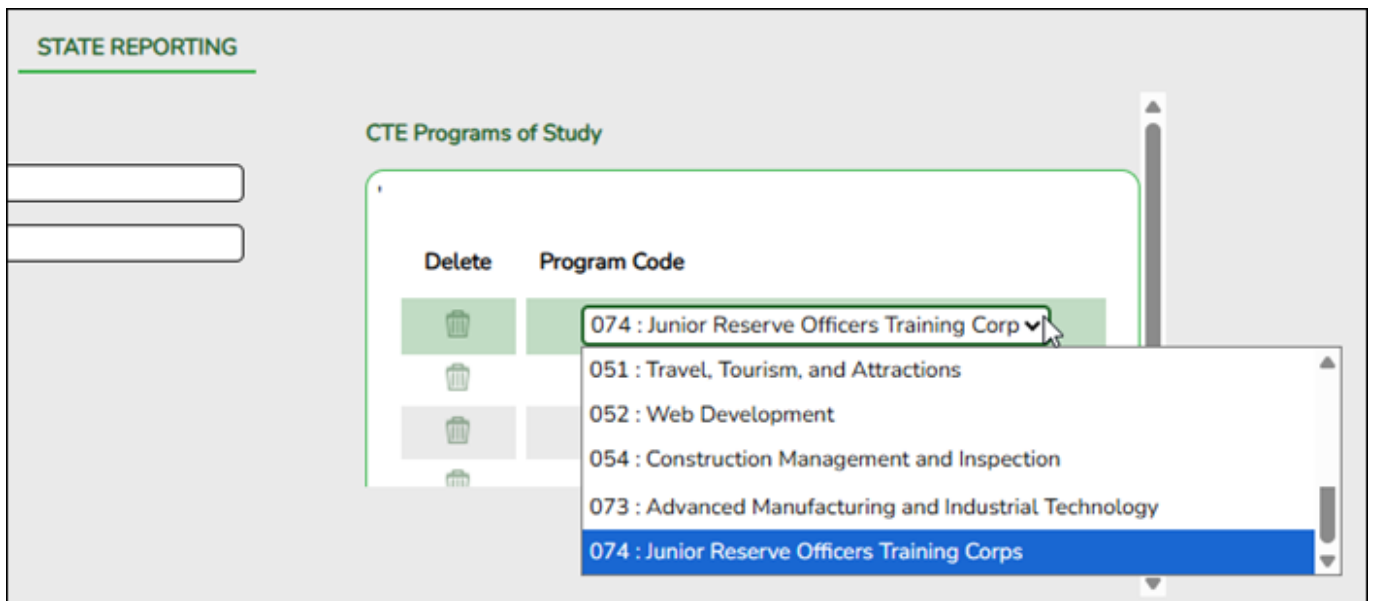 STATE REPORTING
CTE Programs of Study
Delete Program Code
074 : Junior Reserve Officers Training Corp
051 : Travel, Tourism, and Attractions
052 : Web Development
054 : Construction Management and Inspection
073 : Advanced Manufacturing and Industrial Technology
074 : Junior Reserve Officers Training Corps